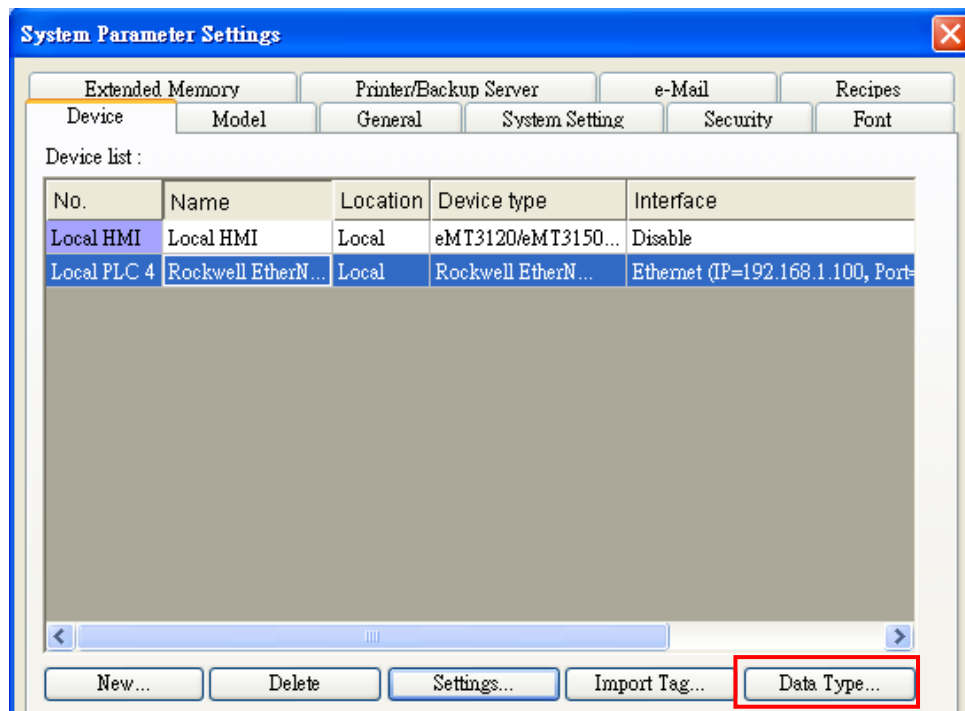 System Parameter Settings
Extended Memory Printer/Backup Server e-Mail Recipes
Device Model General System Setting Security Font
Device list :
No. Name Location Device type Interface
Local HMI Local HMI Local eMT3120/eMT3150... Disable
Local PLC 4 Rockwell EtherN... Local Rockwell EtherN... Ethernet (IP=192.168.1.100, Port=
New... Delete Settings... Import Tag... Data Type...